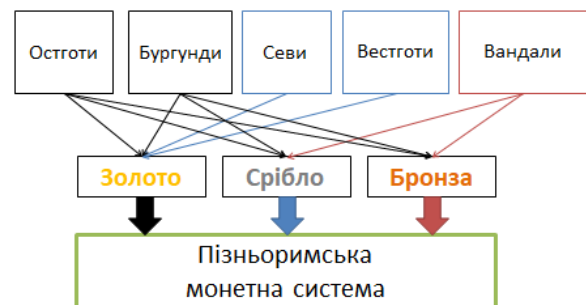 Остготи
Бургунди
Севи
Вестготи
Вандали
Золото
Срібло
Бронза
Пізньоримська
монетна система